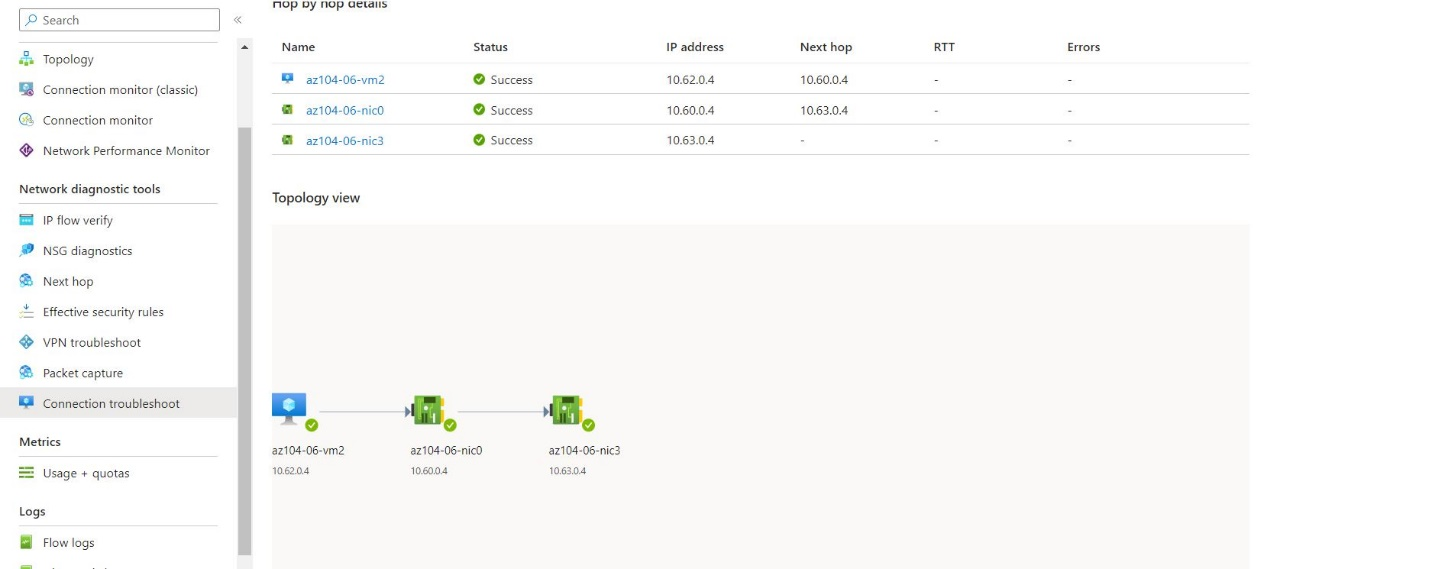 Hop by hop details
Search
«
Name Status IP address Next hop RTT Errors
Topology
az104-06-vm2 Success 10.62.0.4 10.60.0.4 - -
Connection monitor (classic)
az104-06-nic0 Success 10.60.0.4 10.63.0.4 - -
Connection monitor
az104-06-nic3 Success 10.63.0.4 - - -
Network Performance Monitor
Network diagnostic tools
Topology view
IP flow verify
NSG diagnostics
Next hop
Effective security rules
VPN troubleshoot
Packet capture
Connection troubleshoot
Metrics
az104-06-vm2 az104-06-nic0 az104-06-nic3
10.62.0.4 10.60.0.4 10.63.0.4
Usage + quotas
Logs
Flow logs